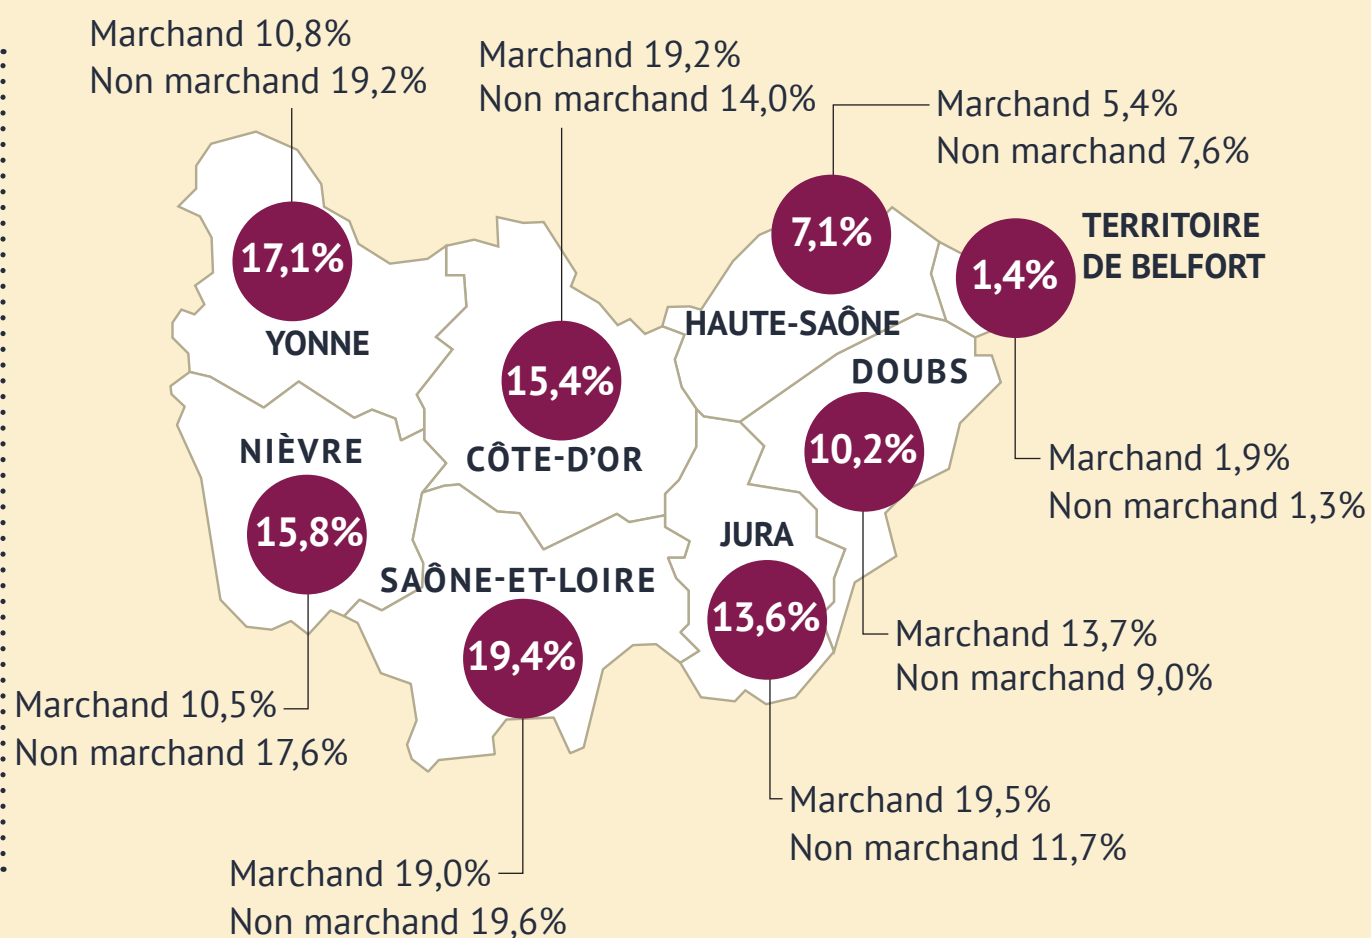 Marchand 10,8%
Non marchand 19,2%
Marchand 19,2%
Non marchand 14,0%
Marchand 5,4%
Non marchand 7,6%
17,1%
YONNE
7,1%
HAUTE-SAÔNE
1,4%
TERRITOIRE
DE BELFORT
15,4%
CÔTE-D’OR
DOUBS
10,2%
Marchand 1,9%
Non marchand 1,3%
NIÈVRE
15,8%
SAÔNE-ET-LOIRE
19,4%
JURA
13,6%
Marchand 13,7%
Non marchand 9,0%
Marchand 10,5%
Non marchand 17,6%
Marchand 19,5%
Non marchand 11,7%
Marchand 19,0%
Non marchand 19,6%